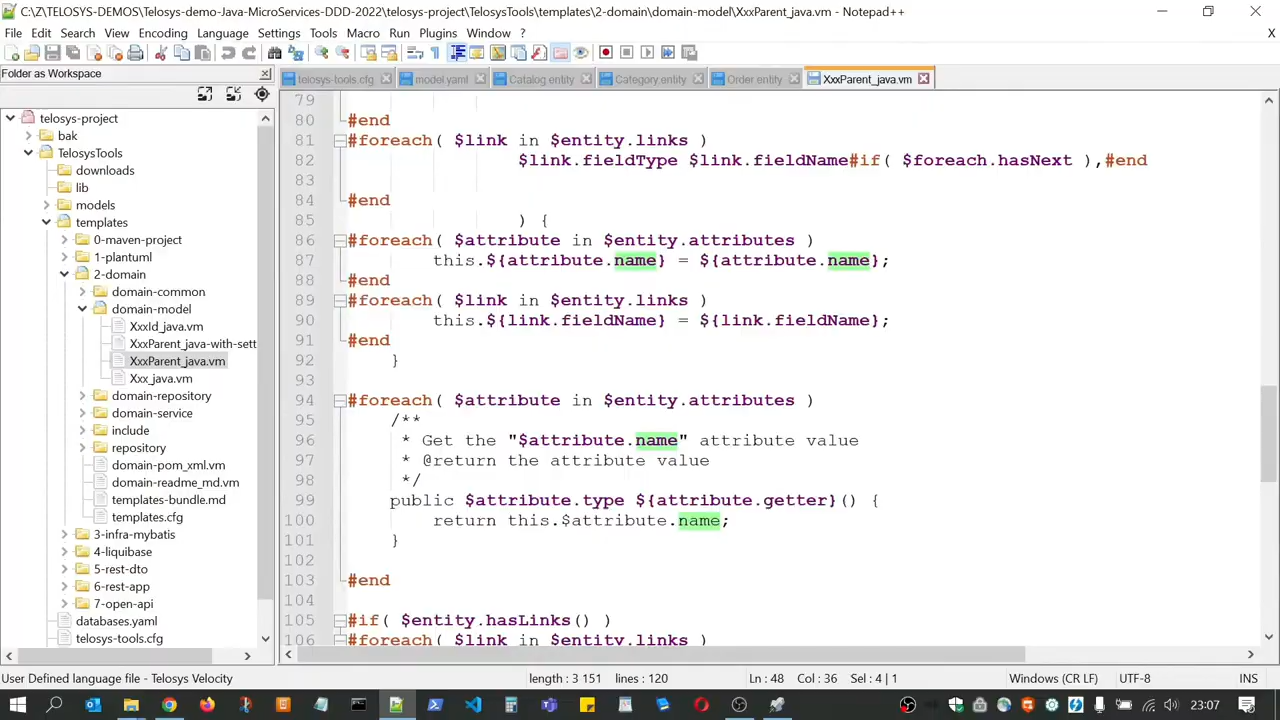 C:\Z\TELOSYS-DEMOS\Telosys-demo-Java-MicroServices-DDD-2022\telosys-project\TelosysTools\templates\2-domain\domain-model\XxxParent_java.vm - Notepad++
File Edit Search View Encoding Language Settings Tools Macro Run Plugins Window ? X
Folder as Workspace
telosys-tools.cfg model.yaml Catalog.entity Category.entity Order.entity XxxParent_java.vm
telosys-project
bak
TelosysTools
downloads
lib
models
templates
0-maven-project
1-plantuml
2-domain
domain-common
domain-model
XxxId_java.vm
XxxParent_java-with-sett
XxxParent_java.vm
Xxx_java.vm
domain-repository
domain-service
include
repository
domain-pom_xml.vm
domain-readme_md.vm
templates-bundle.md
templates.cfg
3-infra-mybatis
4-liquibase
5-rest-dto
6-rest-app
7-open-api
databases.yaml
telosys-tools.cfg
79
80 #end
81 #foreach( $link in $entity.links )
82 $link.fieldType $link.fieldName#if( $foreach.hasNext ),#end
83
84 #end
85 ) {
86 #foreach( $attribute in $entity.attributes )
87 this.${attribute.name} = ${attribute.name};
88 #end
89 #foreach( $link in $entity.links )
90 this.${link.fieldName} = ${link.fieldName};
91 #end
92 }
93
94 #foreach( $attribute in $entity.attributes )
95 /**
96 * Get the "$attribute.name" attribute value
97 * @return the attribute value
98 */
99 public $attribute.type ${attribute.getter}() {
100 return this.$attribute.name;
101 }
102
103 #end
104
105 #if( $entity.hasLinks() )
106 #foreach( $link in $entity.links )
User Defined language file - Telosys Velocity length : 3 151 lines : 120 Ln : 48 Col : 36 Sel : 4 | 1 Windows (CR LF) UTF-8 INS
23:07